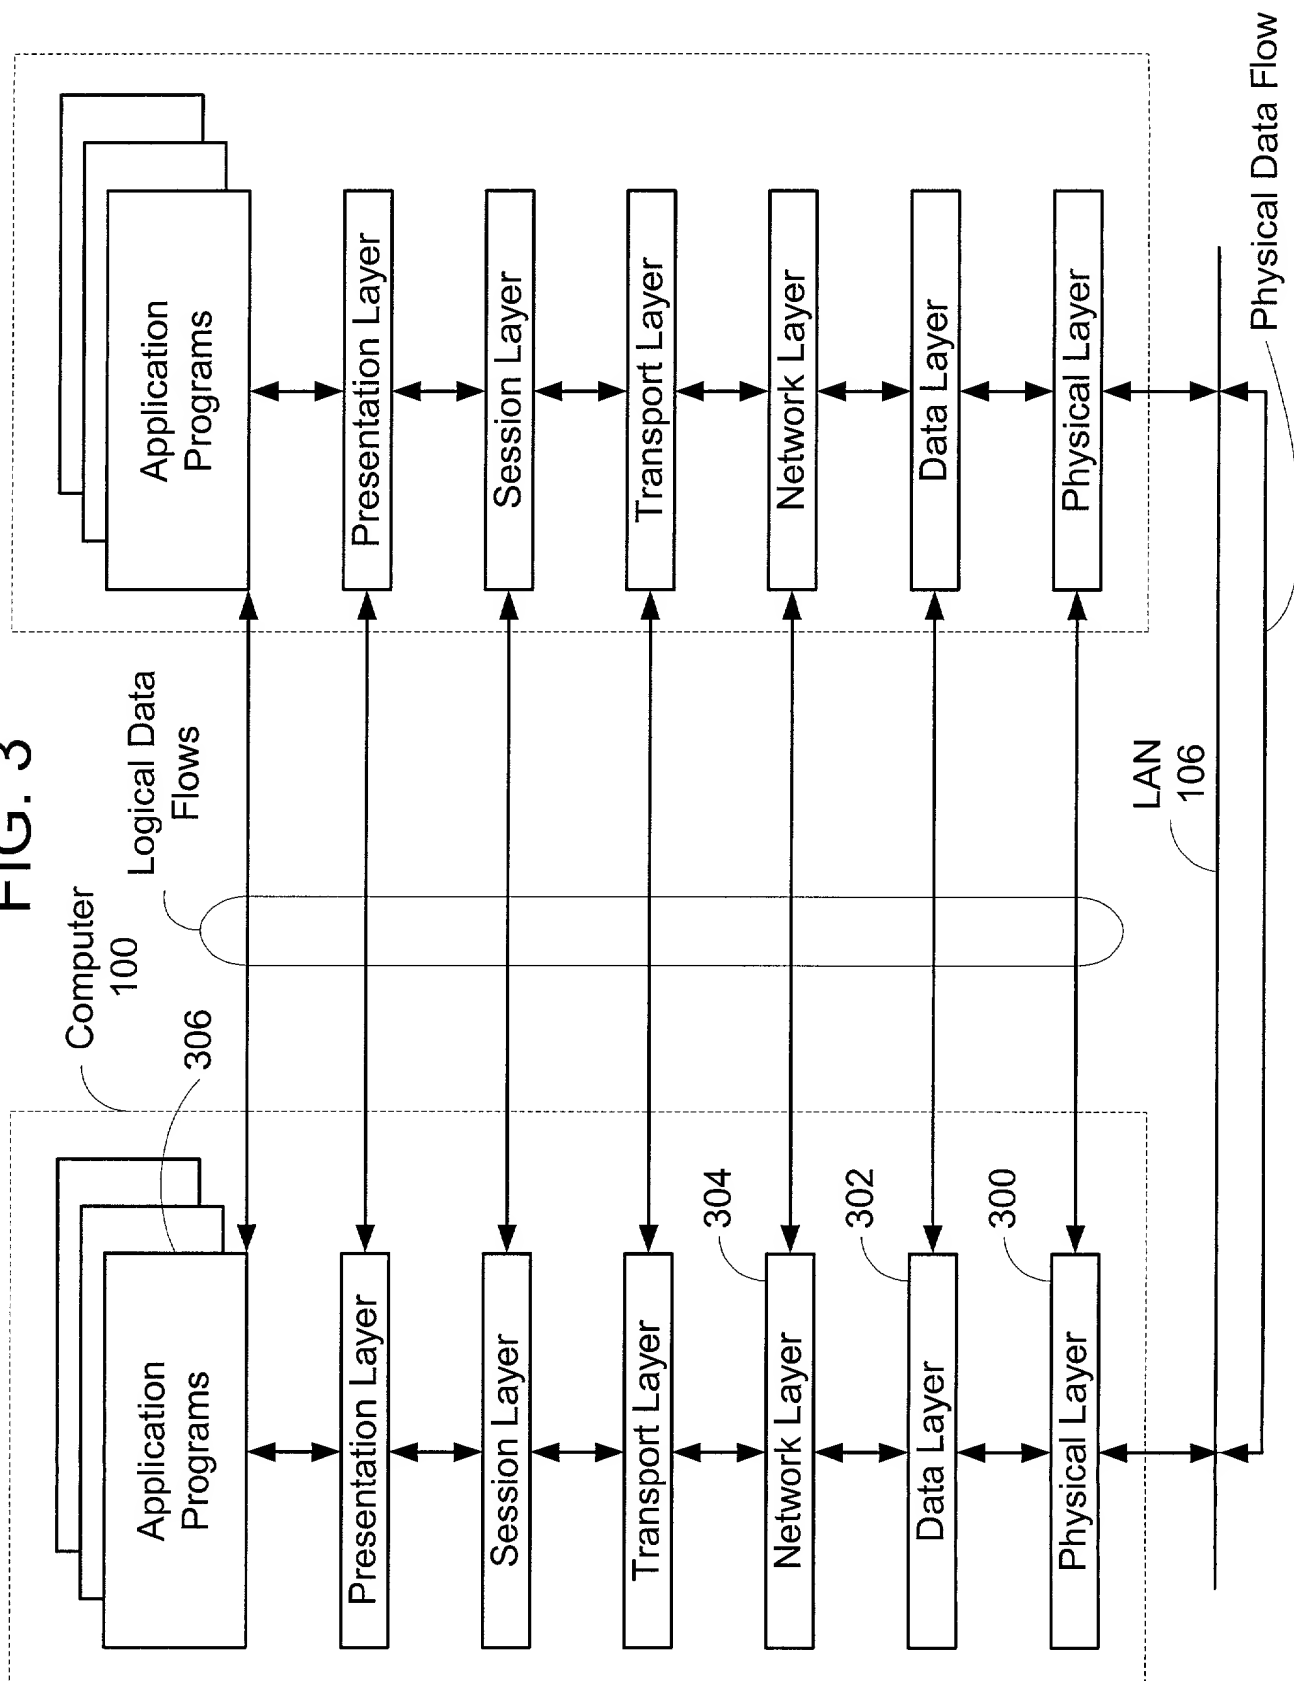 FIG. 3
Computer
100
306
Logical Data
Flows
Application
Programs
Application
Programs
Presentation Layer
Presentation Layer
Session Layer
Session Layer
Transport Layer
Transport Layer
304
Network Layer
Network Layer
302
Data Layer
Data Layer
300
Physical Layer
Physical Layer
LAN
106
Physical Data Flow